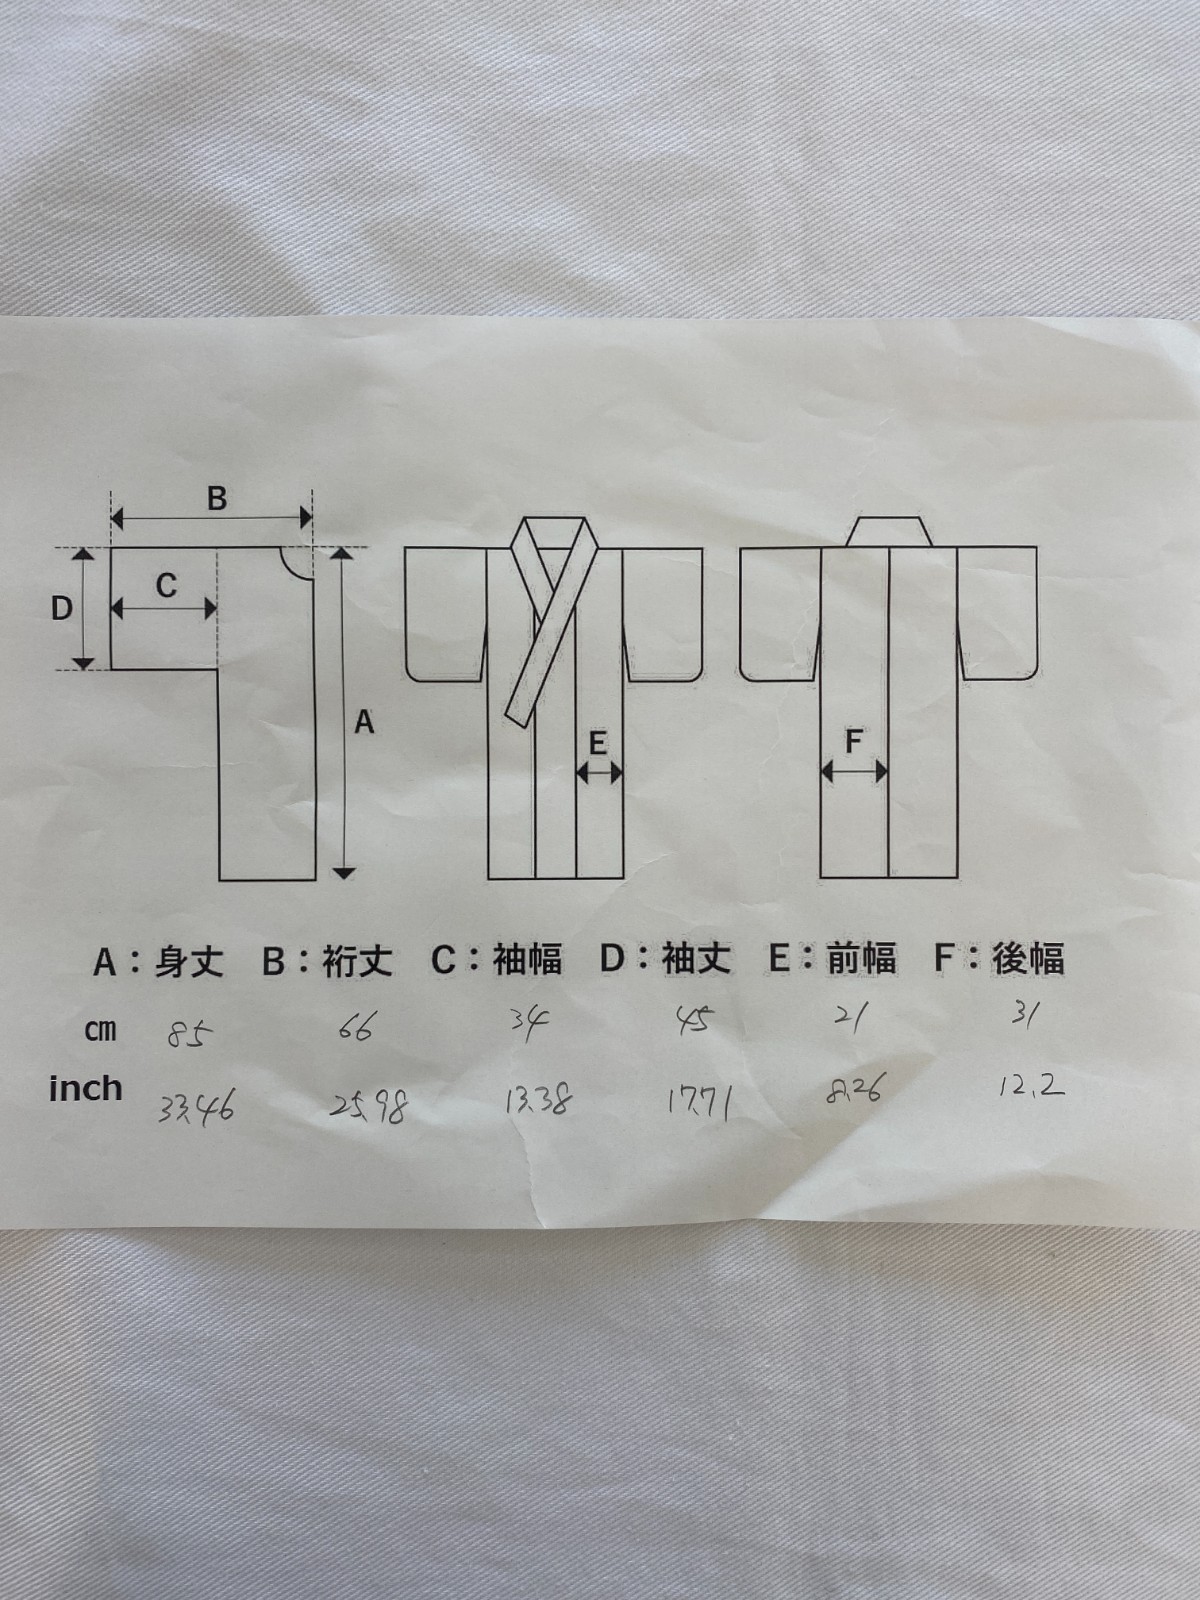 B
C
D
A
E
F
A：身丈 B：裄丈 C：袖幅 D：袖丈 E：前幅 F：後幅
cm 85 66 34 45 21 31
inch 33.46 25.98 13.38 17.71 8.26 12.2